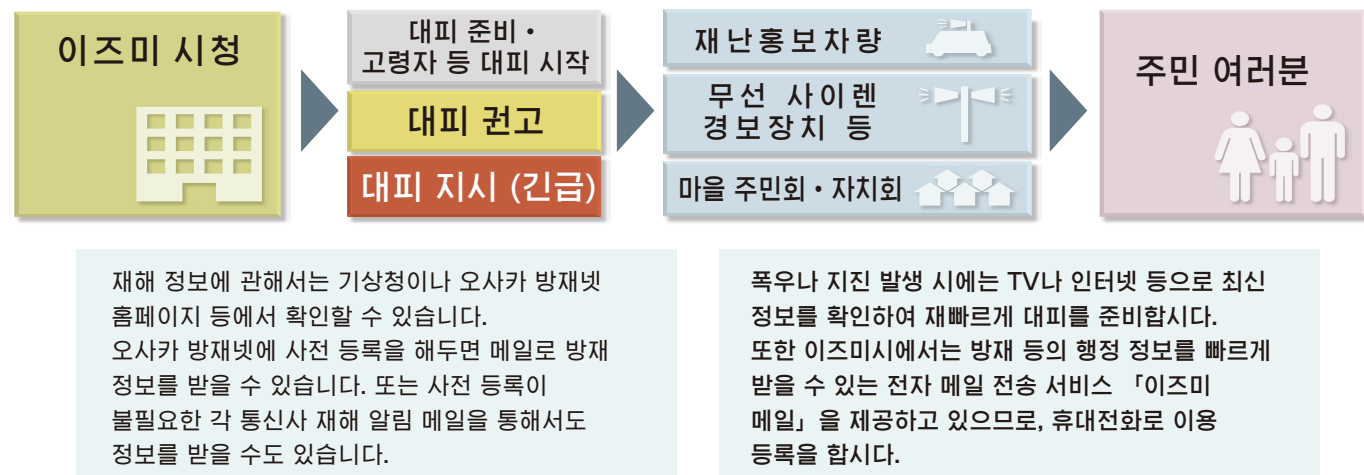 이즈미 시청
대피 준비・
고령자 등 대피 시작
대피 권고
대피 지시 (긴급)
재난홍보차량
무선 사이렌
경보장치 등
마을 주민회・자치회
주민 여러분
재해 정보에 관해서는 기상청이나 오사카 방재넷
홈페이지 등에서 확인할 수 있습니다.
오사카 방재넷에 사전 등록을 해두면 메일로 방재
정보를 받을 수 있습니다. 또는 사전 등록이
불필요한 각 통신사 재해 알림 메일을 통해서도
정보를 받을 수도 있습니다.
폭우나 지진 발생 시에는 TV나 인터넷 등으로 최신
정보를 확인하여 재빠르게 대피를 준비합시다.
또한 이즈미시에서는 방재 등의 행정 정보를 빠르게
받을 수 있는 전자 메일 전송 서비스 「이즈미
메일」을 제공하고 있으므로, 휴대전화로 이용
등록을 합시다.